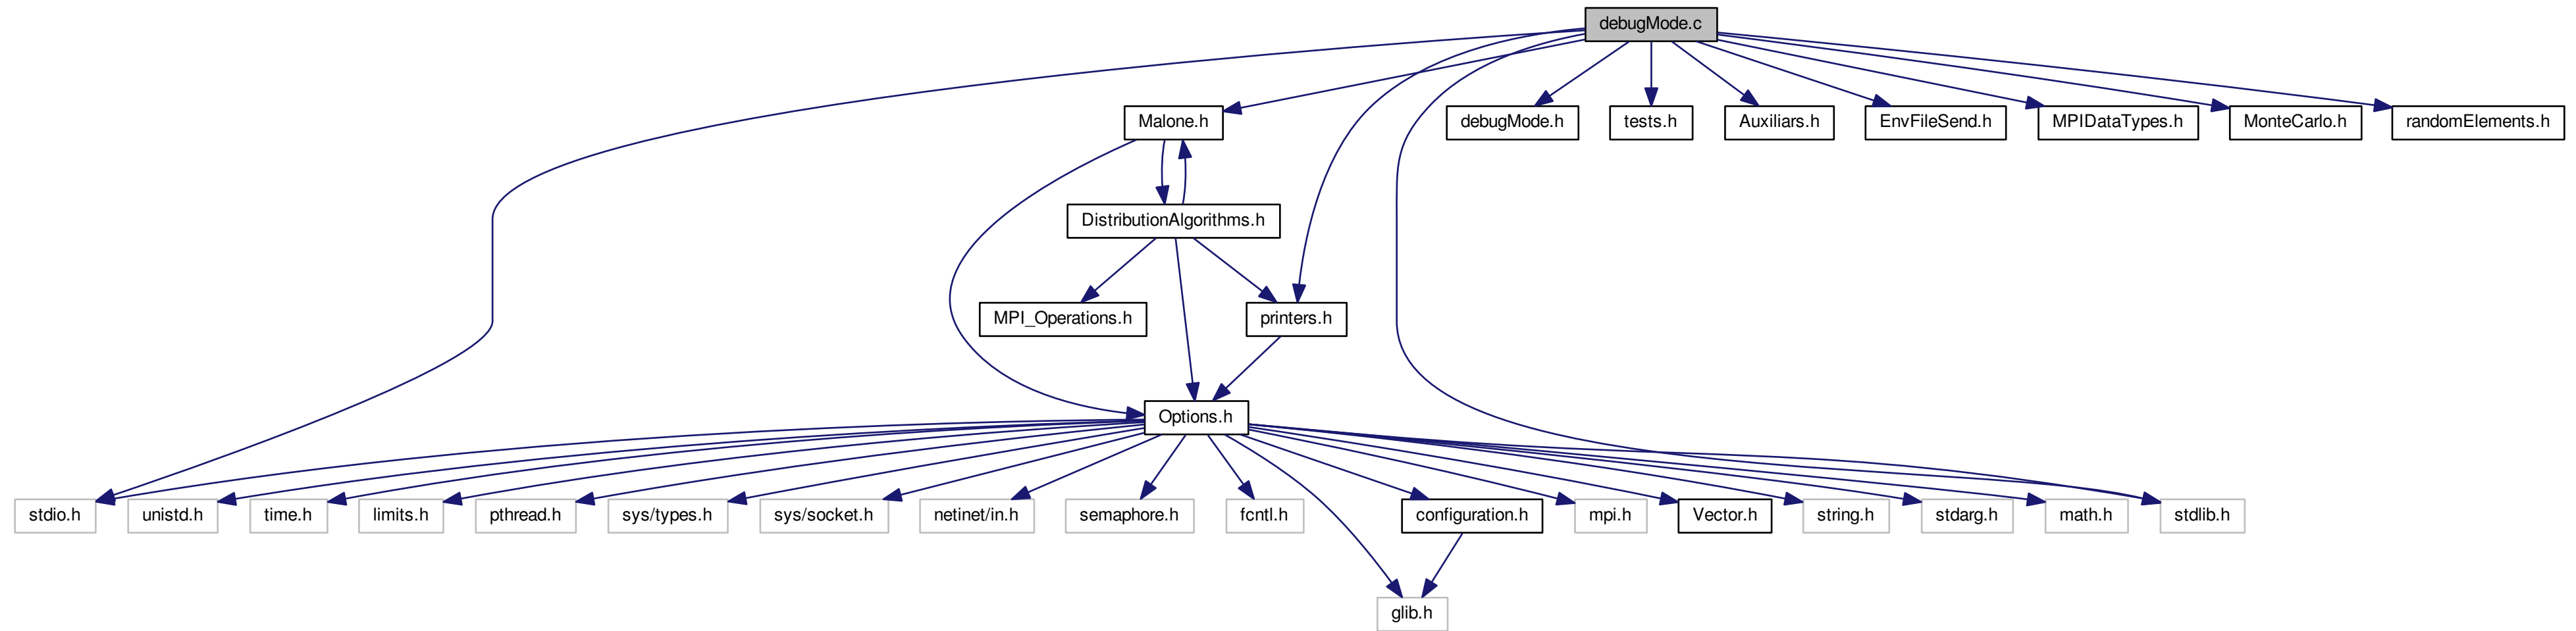 debugMode.c
Malone.h
debugMode.h
tests.h
Auxiliars.h
EnvFileSend.h
MPIDataTypes.h
MonteCarlo.h
randomElements.h
DistributionAlgorithms.h
MPI_Operations.h
printers.h
Options.h
stdio.h
unistd.h
time.h
limits.h
pthread.h
sys/types.h
sys/socket.h
netinet/in.h
semaphore.h
fcntl.h
configuration.h
mpi.h
Vector.h
string.h
stdarg.h
math.h
stdlib.h
glib.h